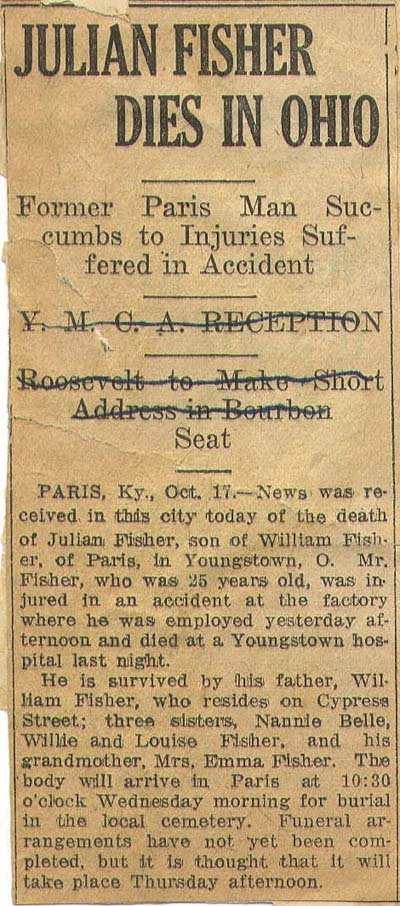 JULIAN FISHER
DIES IN OHIO
Former Paris Man Suc-
cumbs to Injuries Suf-
fered in Accident
Y. M. C. A. RECEPTION
Roosevelt to Make Short
Address in Bourbon
Seat
PARIS, Ky., Oct. 17.—News was re-
ceived in this city today of the death
of Julian Fisher, son of William Fish-
er, of Paris, in Youngstown, O. Mr.
Fisher, who was 25 years old, was in-
jured in an accident at the factory
where he was employed yesterday af-
ternoon and died at a Youngstown hos-
pital last night.
He is survived by his father, Wil-
liam Fisher, who resides on Cypress
Street; three sisters, Nannie Belle,
Willie and Louise Fisher, and his
grandmother, Mrs, Emma Fisher. The
body will arrive in Paris at 10:30
o'clock Wednesday morning for burial
in the local cemetery. Funeral ar-
rangements have not yet been com-
pleted, but it is thought that it will
take place Thursday afternoon.